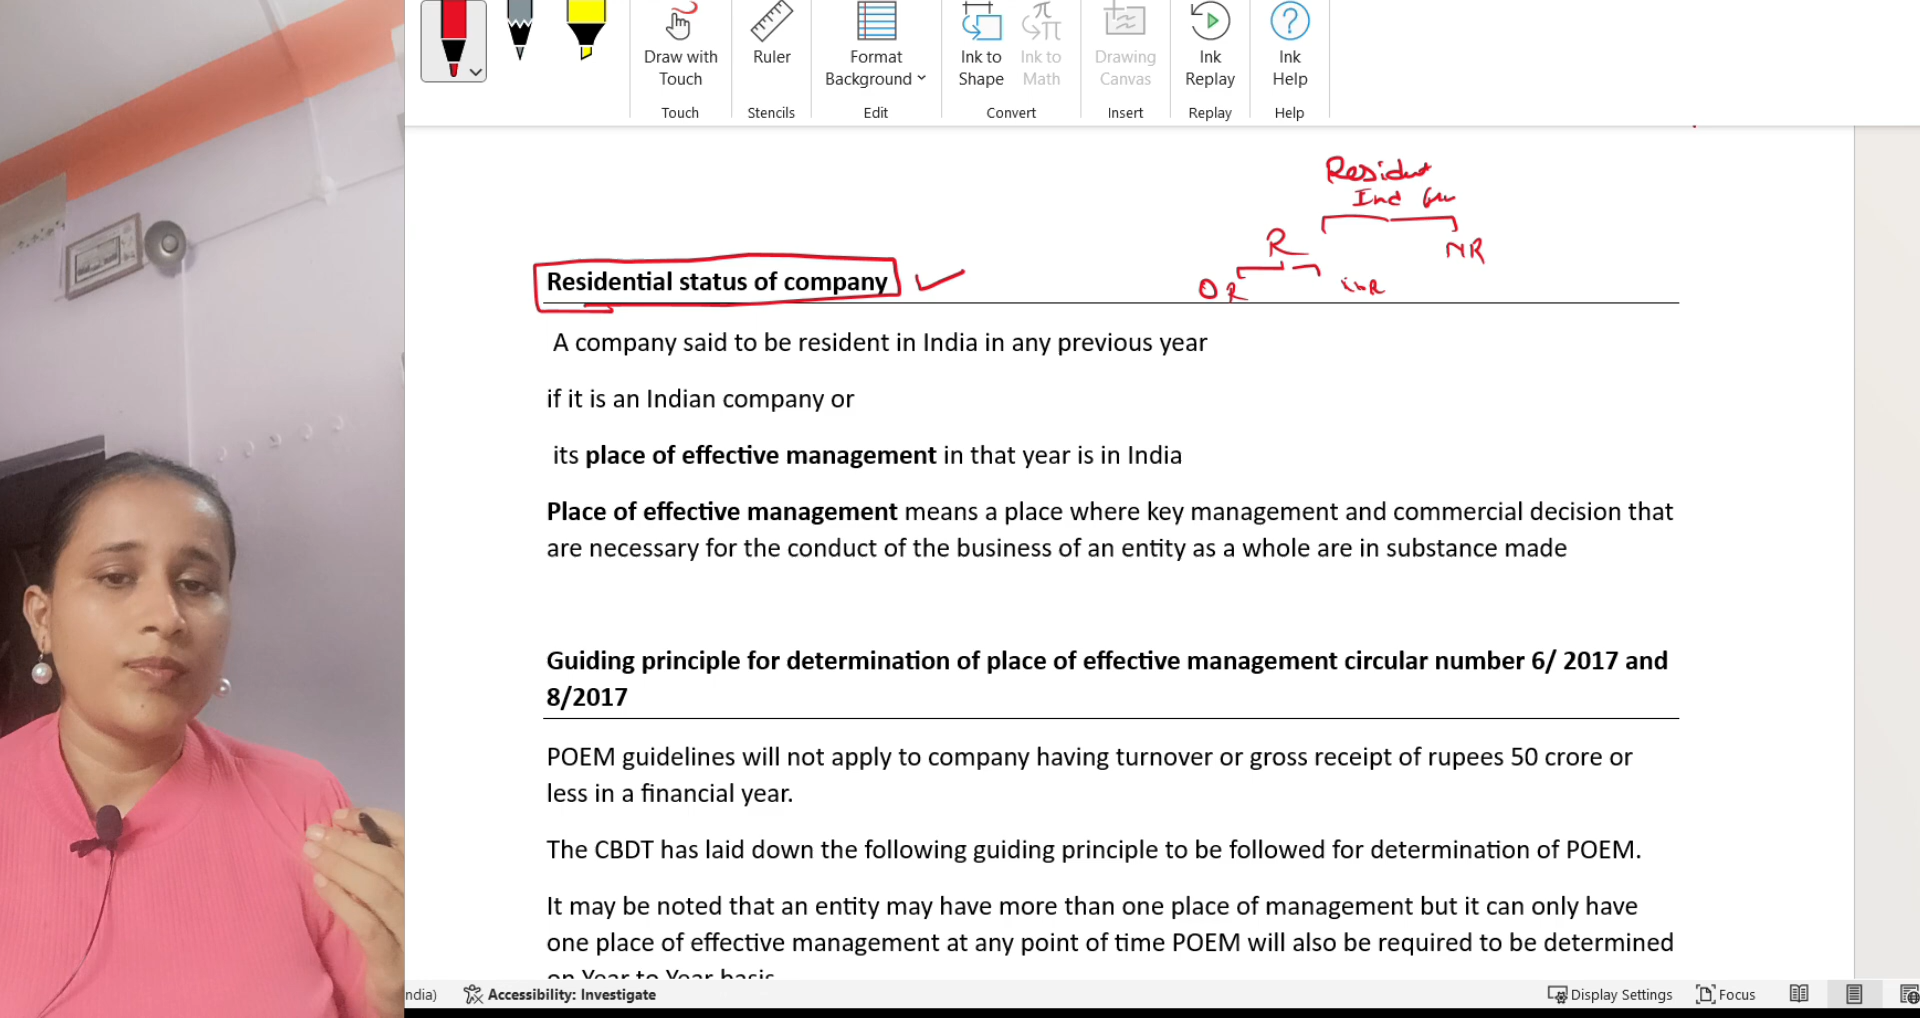 Draw with
Touch
Ruler
Format
Background
Ink to
Shape
Ink to
Math
Drawing
Canvas
Ink
Replay
Ink
Help
Touch
Stencils
Edit
Convert
Insert
Replay
Help
Resident
Ind
R
NR
OR
Residential status of company
A company said to be resident in India in any previous year
if it is an Indian company or
its place of effective management in that year is in India
Place of effective management means a place where key management and commercial decision that
are necessary for the conduct of the business of an entity as a whole are in substance made
Guiding principle for determination of place of effective management circular number 6/ 2017 and
8/2017
POEM guidelines will not apply to company having turnover or gross receipt of rupees 50 crore or
less in a financial year.
The CBDT has laid down the following guiding principle to be followed for determination of POEM.
It may be noted that an entity may have more than one place of management but it can only have
one place of effective management at any point of time POEM will also be required to be determined
on Year to Year basis
ndia)
Accessibility: Investigate
Display Settings
Focus